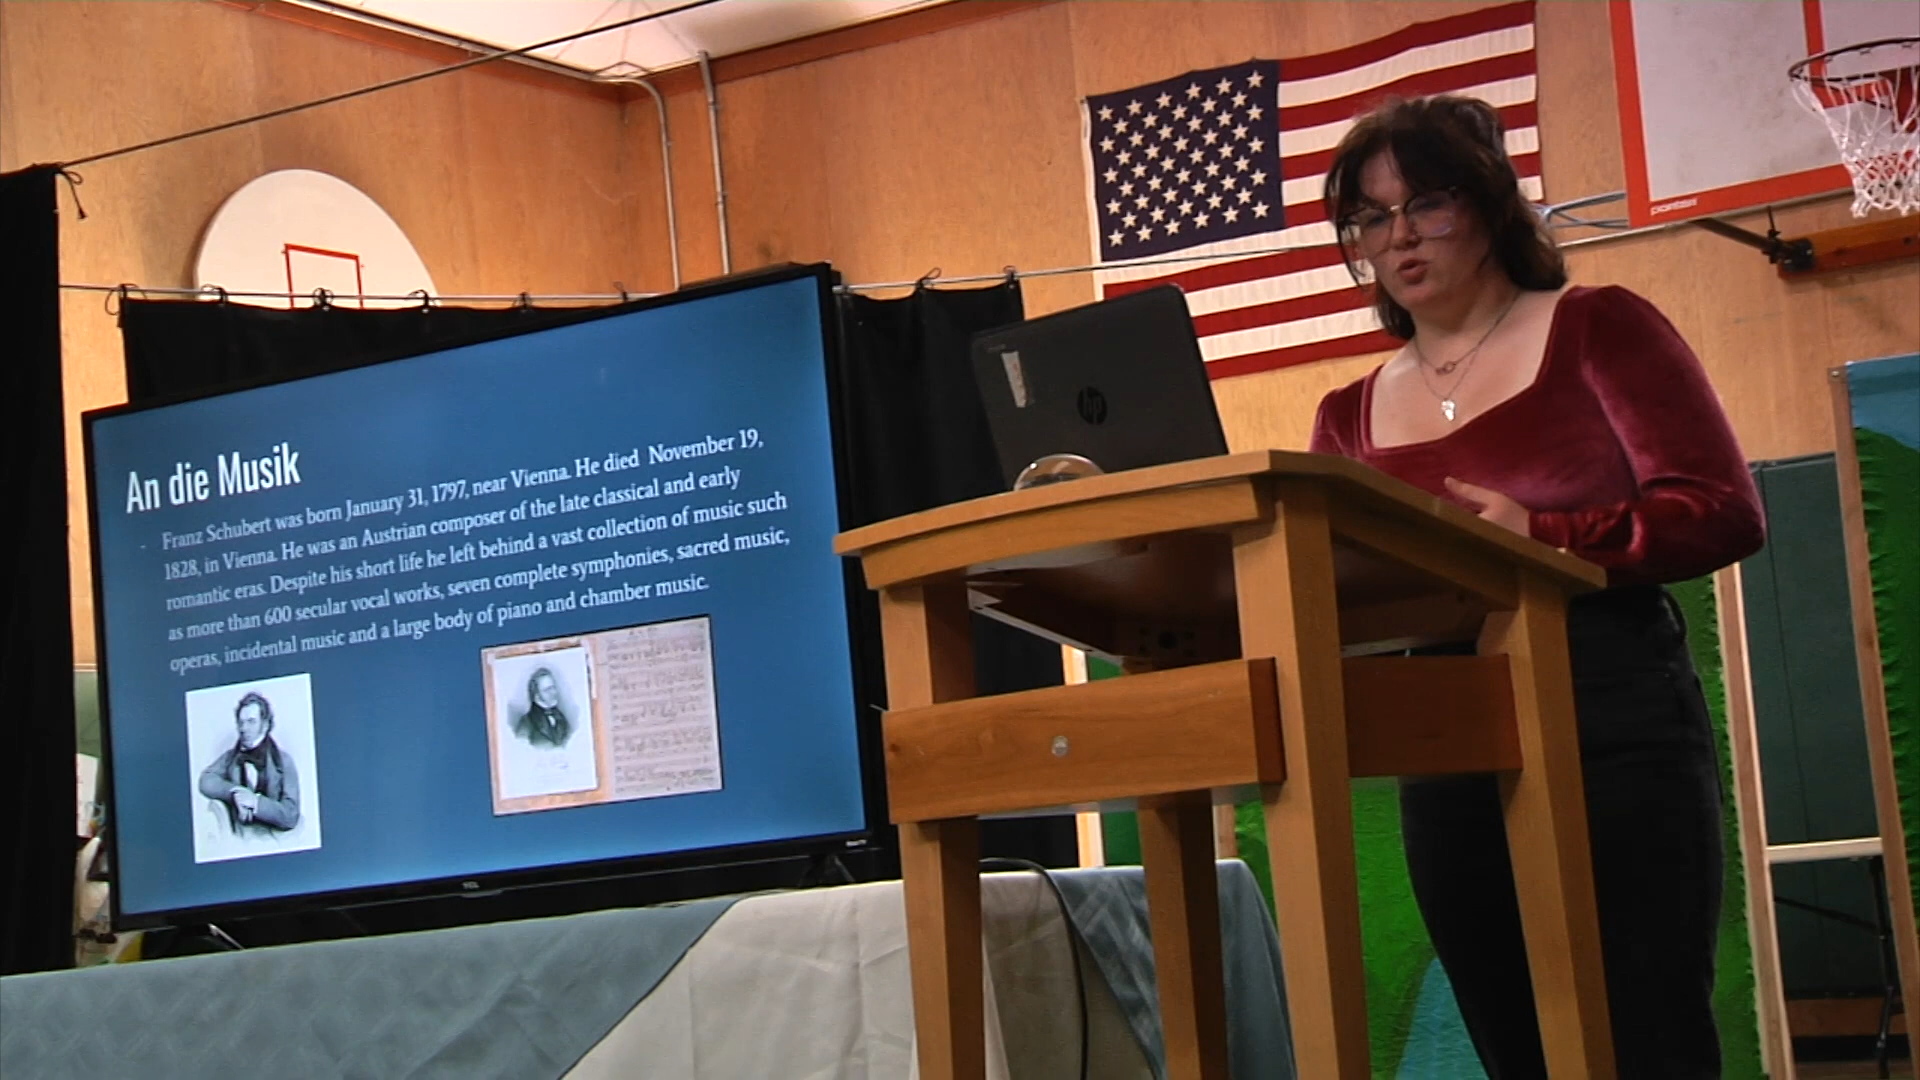 An die Musik
- Franz Schubert was born January 31, 1797, near Vienna. He died November 19,
1828, in Vienna. He was an Austrian composer of the late classical and early
romantic eras. Despite his short life he left behind a vast collection of music such
as more than 600 secular vocal works, seven complete symphonies, sacred music,
operas, incidental music and a large body of piano and chamber music.
TCL
hp